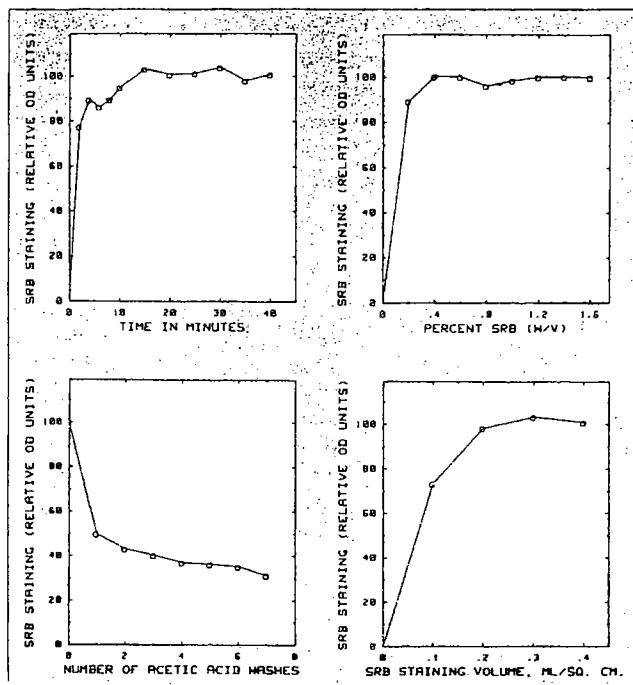 SRB STAINING (RELATIVE OD UNITS)
100
80
60
40
20
0
0 10 20 30 40
TIME IN MINUTES
SRB STAINING (RELATIVE OD UNITS)
100
80
60
40
20
0
0 .4 .8 1.2 1.6
PERCENT SRB (W/V)
SRB STAINING (RELATIVE OD UNITS)
100
80
60
40
20
0
0 2 4 6 8
NUMBER OF ACETIC ACID WASHES
SRB STAINING (RELATIVE OD UNITS)
100
80
60
40
20
0
0 .1 .2 .3 .4
SRB STAINING VOLUME, ML/SQ. CM.